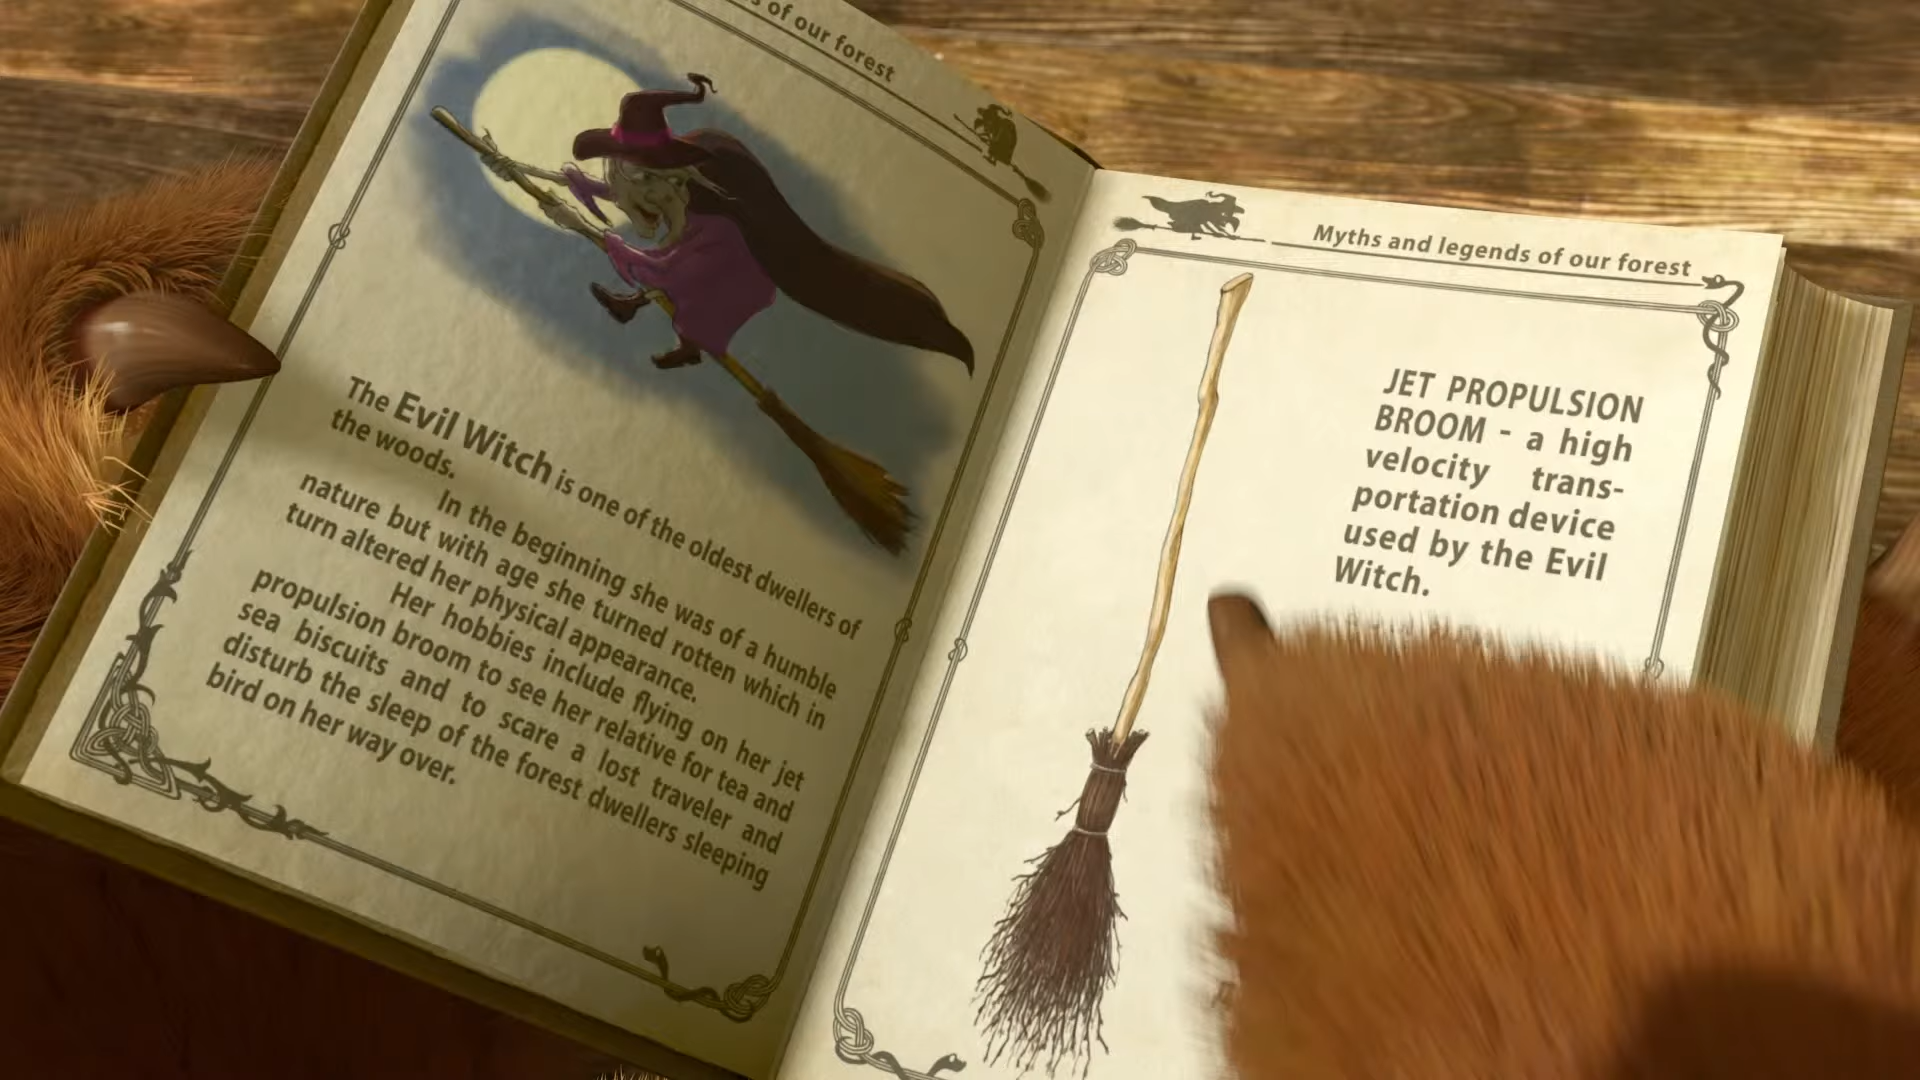 s of our forest
The Evil Witch is one of the oldest dwellers of
the woods.
In the beginning she was of a humble
nature but with age she turned rotten which in
turn altered her physical appearance.
Her hobbies include flying on her jet
propulsion broom to see her relative for tea and
sea biscuits and to scare a lost traveler and
disturb the sleep of the forest dwellers sleeping
bird on her way over.
Myths and legends of our forest
JET PROPULSION
BROOM - a high
velocity trans-
portation device
used by the Evil
Witch.